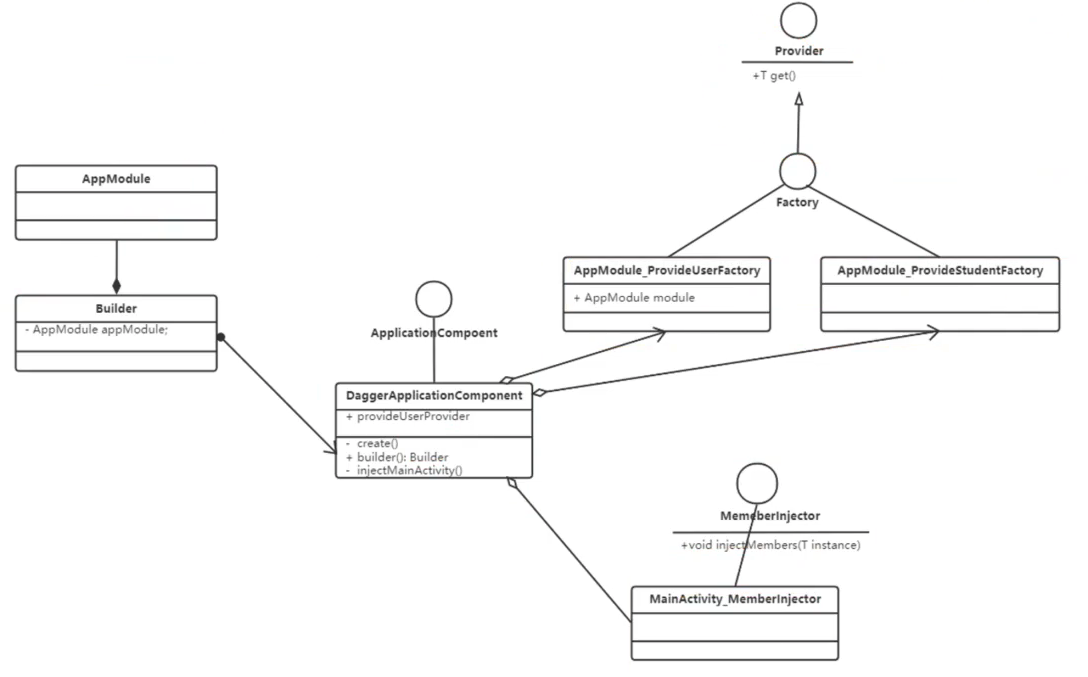 Provider
+T get()
Factory
AppModule
Builder
- AppModule appModule;
AppModule_ProvideUserFactory
+ AppModule module
AppModule_ProvideStudentFactory
ApplicationCompoent
DaggerApplicationComponent
+ provideUserProvider
- create()
+ builder(): Builder
- injectMainActivity()
MemeberInjector
+void injectMembers(T instance)
MainActivity_MemberInjector